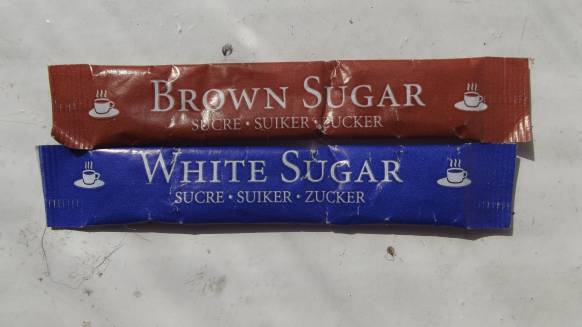 BROWN SUGAR
SUCRE • SUIKER • ZUCKER
WHITE SUGAR
SUCRE • SUIKER • ZUCKER